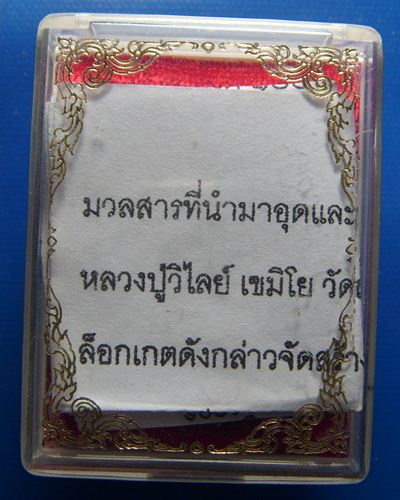 มวลสารที่นำมาอุดและ
หลวงปู่วิไลย์ เขมิโย วัด
ล็อกเกตดังกล่าวจัดสร้าง